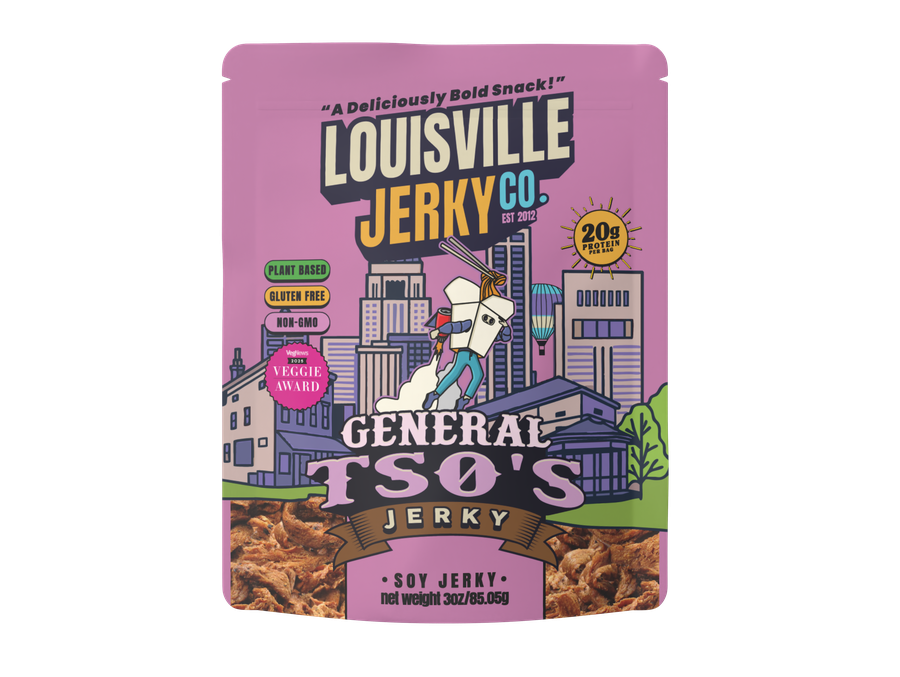 “A Deliciously Bold Snack!”
LOUISVILLE
JERKY CO.
EST 2012
20g
PROTEIN
PER BAG
PLANT BASED
GLUTEN FREE
NON-GMO
VegNews
VEGGIE
AWARD
GENERAL
TSO'S
JERKY
• SOY JERKY •
net weight 3oz/85.05g